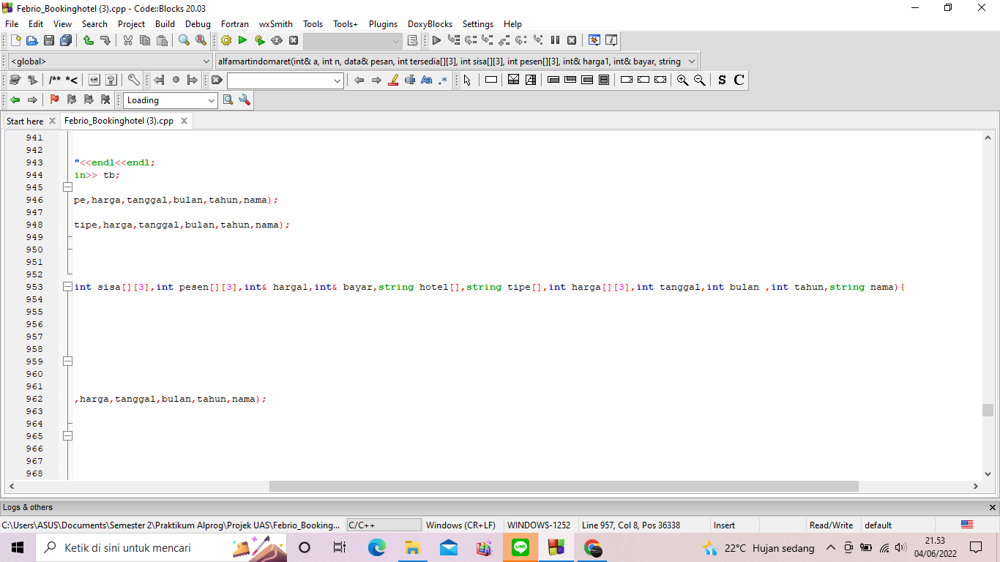 Febrio_Bookinghotel (3).cpp - Code::Blocks 20.03
File Edit View Search Project Build Debug Fortran wxSmith Tools Tools+ Plugins DoxyBlocks Settings Help
<global> alfamartindomaret(int& a, int n, data& pesan, int tersedia[][3], int sisa[][3], int pesen[][3], int& harga1, int& bayar, string
/** *< Aa .* S C
Loading
Start here Febrio_Bookinghotel (3).cpp
941
942
943 "<<endl<<endl;
944 in>> tb;
945
946 pe,harga,tanggal,bulan,tahun,nama);
947
948 tipe,harga,tanggal,bulan,tahun,nama);
949
950
951
952
953 int sisa[][3],int pesen[][3],int& harga1,int& bayar,string hotel[],string tipe[],int harga[][3],int tanggal,int bulan ,int tahun,string nama){
954
955
956
957
958
959
960
961
962 ,harga,tanggal,bulan,tahun,nama);
963
964
965
966
967
968
Logs & others
C:\Users\ASUS\Documents\Semester 2\Praktikum Alprog\Projek UAS\Febrio_Booking... C/C++ Windows (CR+LF) WINDOWS-1252 Line 957, Col 8, Pos 36338 Insert Read/Write default
Ketik di sini untuk mencari LINE 22°C Hujan sedang 21.53
04/06/2022